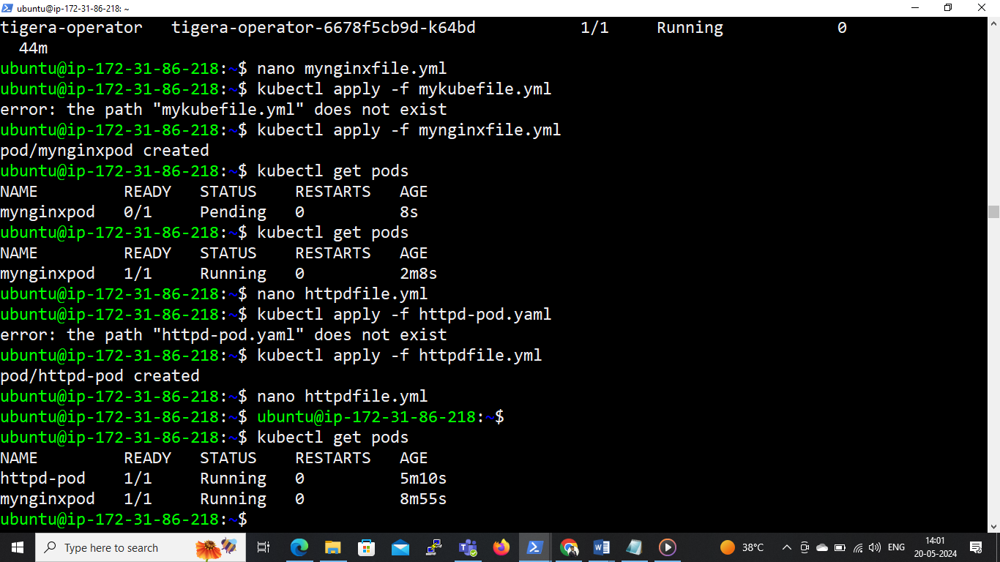 ubuntu@ip-172-31-86-218: ~
tigera-operator   tigera-operator-6678f5cb9d-k64bd           1/1     Running            0
  44m
ubuntu@ip-172-31-86-218:~$ nano mynginxfile.yml
ubuntu@ip-172-31-86-218:~$ kubectl apply -f mykubefile.yml
error: the path "mykubefile.yml" does not exist
ubuntu@ip-172-31-86-218:~$ kubectl apply -f mynginxfile.yml
pod/mynginxpod created
ubuntu@ip-172-31-86-218:~$ kubectl get pods
NAME         READY   STATUS    RESTARTS   AGE
mynginxpod   0/1     Pending   0          8s
ubuntu@ip-172-31-86-218:~$ kubectl get pods
NAME         READY   STATUS    RESTARTS   AGE
mynginxpod   1/1     Running   0          2m8s
ubuntu@ip-172-31-86-218:~$ nano httpdfile.yml
ubuntu@ip-172-31-86-218:~$ kubectl apply -f httpd-pod.yaml
error: the path "httpd-pod.yaml" does not exist
ubuntu@ip-172-31-86-218:~$ kubectl apply -f httpdfile.yml
pod/httpd-pod created
ubuntu@ip-172-31-86-218:~$ nano httpdfile.yml
ubuntu@ip-172-31-86-218:~$ ubuntu@ip-172-31-86-218:~$
ubuntu@ip-172-31-86-218:~$ kubectl get pods
NAME         READY   STATUS    RESTARTS   AGE
httpd-pod    1/1     Running   0          5m10s
mynginxpod   1/1     Running   0          8m55s
ubuntu@ip-172-31-86-218:~$
Type here to search
38°C
ENG
14:01
20-05-2024